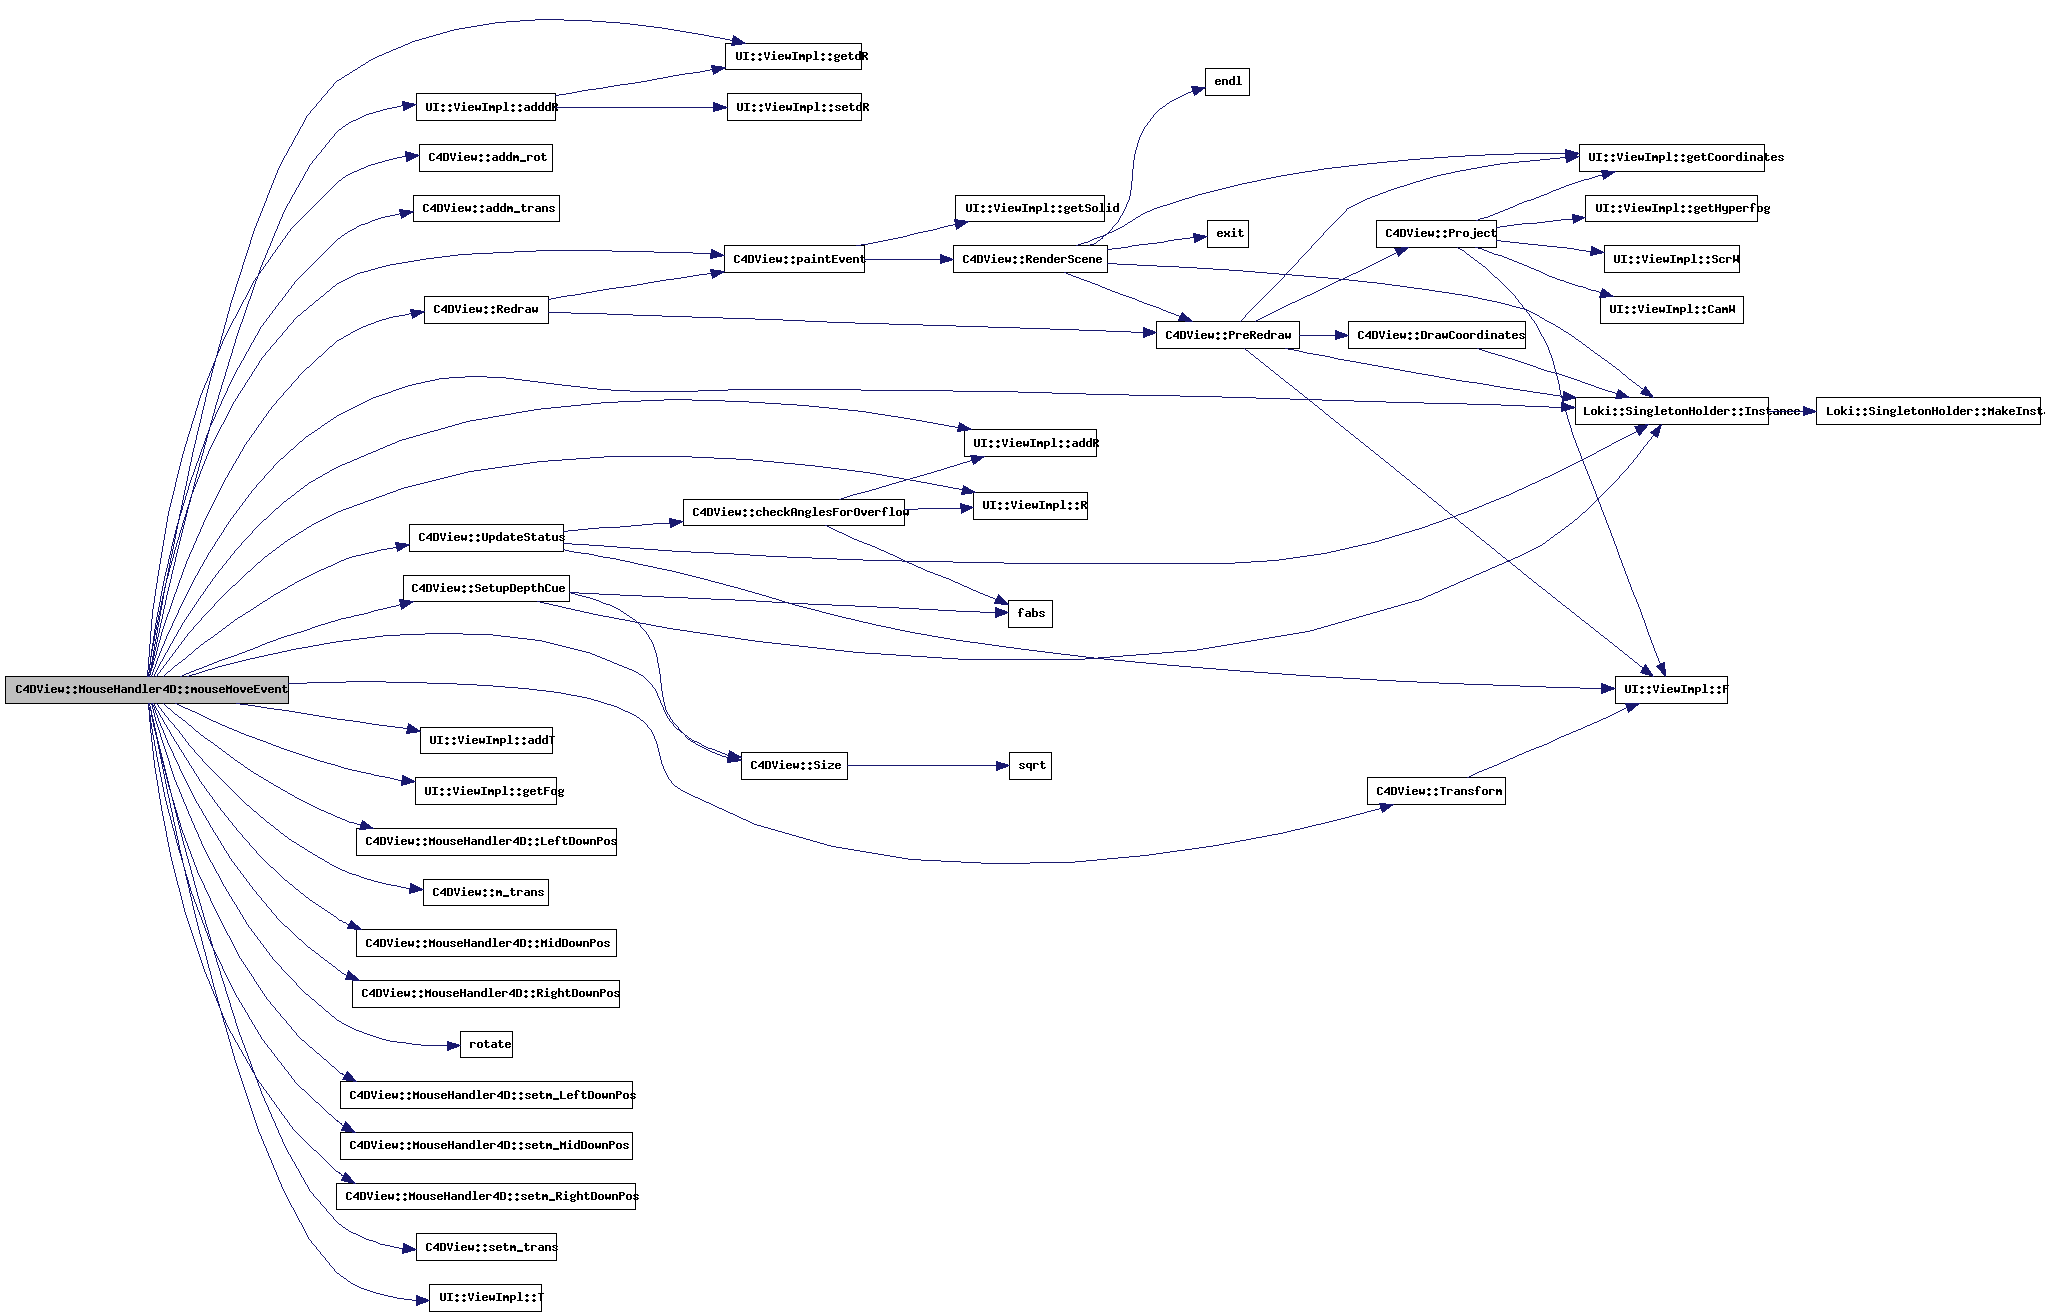 UI::ViewImpl::getdR
endl
UI::ViewImpl::adddR
UI::ViewImpl::setdR
C4DView::addm_rot
UI::ViewImpl::getCoordinates
C4DView::addm_trans
UI::ViewImpl::getSolid
UI::ViewImpl::getHyperfog
exit
C4DView::Project
C4DView::paintEvent
C4DView::RenderScene
UI::ViewImpl::ScrW
C4DView::Redraw
UI::ViewImpl::CamW
C4DView::PreRedraw
C4DView::DrawCoordinates
Loki::SingletonHolder::Instance
Loki::SingletonHolder::MakeInst
UI::ViewImpl::addR
UI::ViewImpl::R
C4DView::checkAnglesForOverflow
C4DView::UpdateStatus
C4DView::SetupDepthCue
fabs
C4DView::MouseHandler4D::mouseMoveEvent
UI::ViewImpl::F
UI::ViewImpl::addT
C4DView::Size
sqrt
UI::ViewImpl::getFog
C4DView::Transform
C4DView::MouseHandler4D::LeftDownPos
C4DView::m_trans
C4DView::MouseHandler4D::MidDownPos
C4DView::MouseHandler4D::RightDownPos
rotate
C4DView::MouseHandler4D::setm_LeftDownPos
C4DView::MouseHandler4D::setm_MidDownPos
C4DView::MouseHandler4D::setm_RightDownPos
C4DView::setm_trans
UI::ViewImpl::T